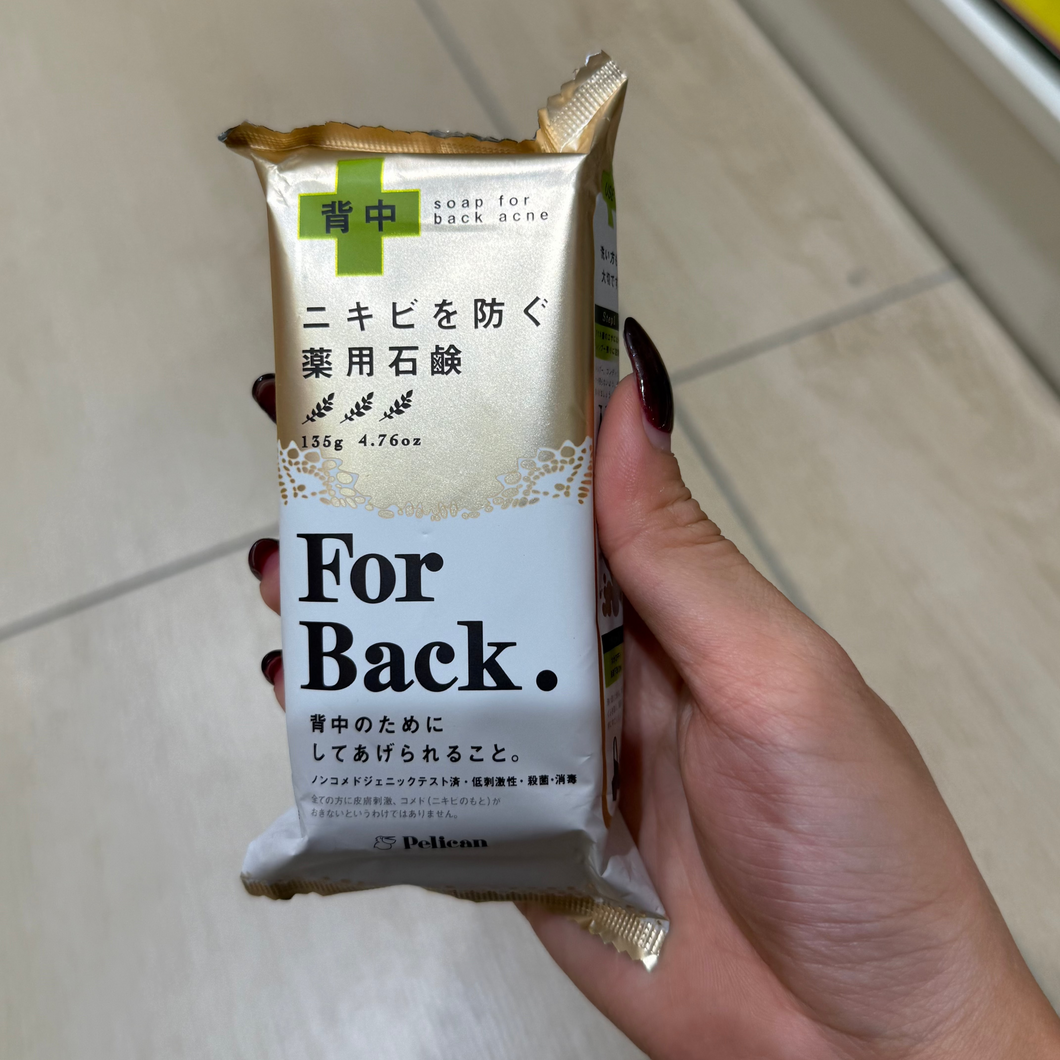 背中
soap for
back acne
ニキビを防ぐ
薬用石鹸
135g 4.76oz
For
Back.
背中のために
してあげられること。
ノンコメドジェニックテスト済・低刺激性・殺菌・消毒
全ての方に皮膚刺激、コメド(ニキビのもと)が
おきないというわけではありません。
Pelican